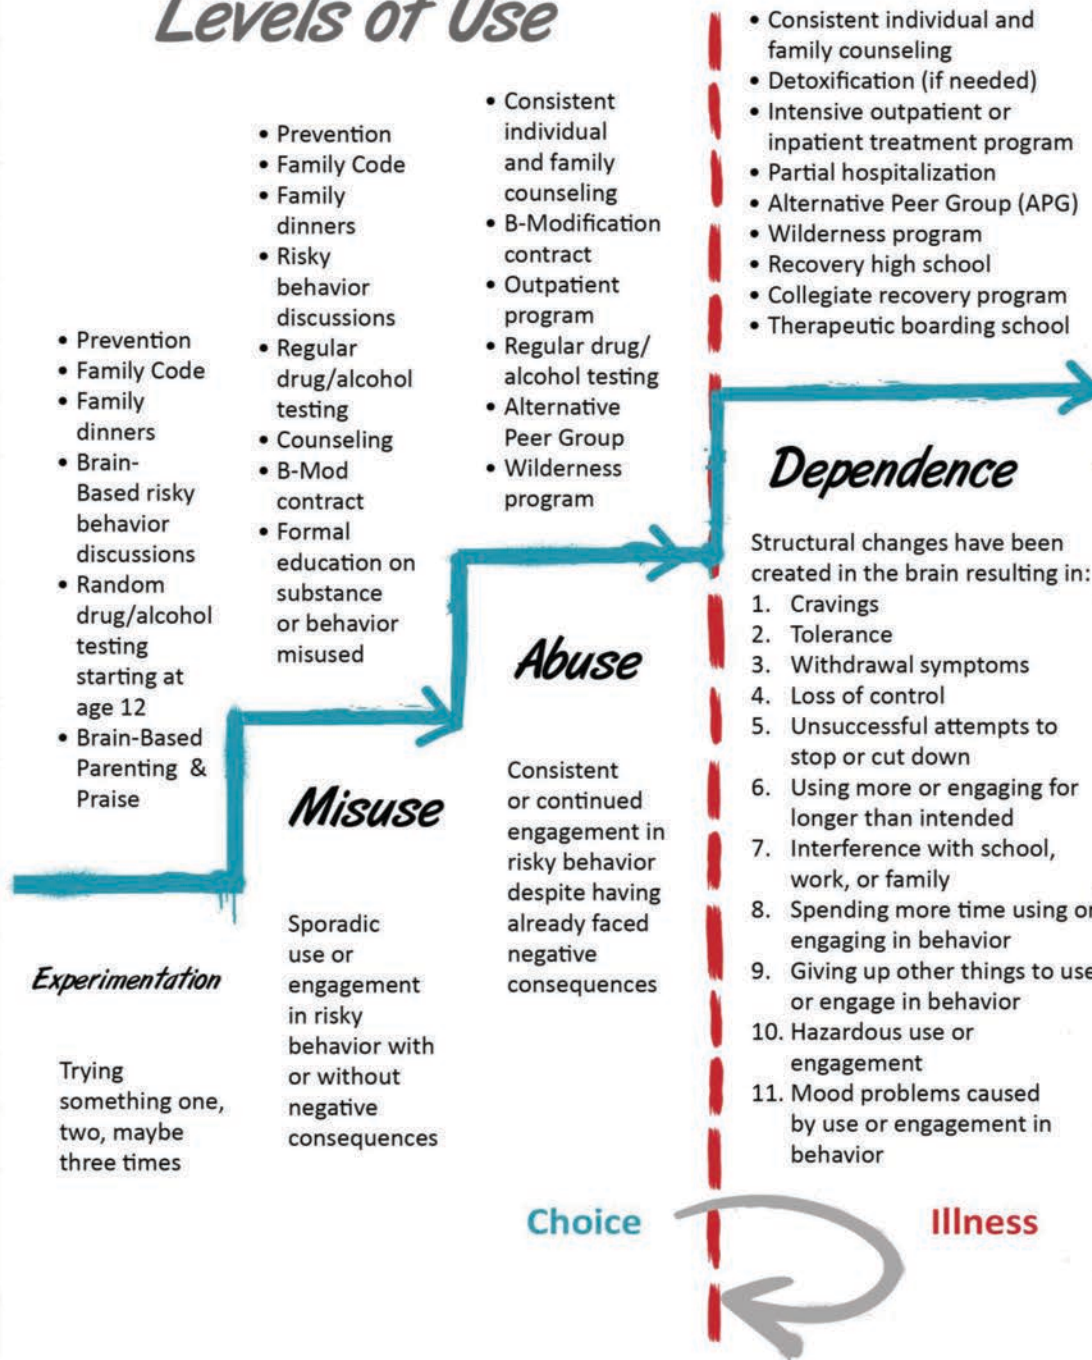 Levels of Use
• Prevention
• Family Code
• Family
dinners
• Brain-
Based risky
behavior
discussions
• Random
drug/alcohol
testing
starting at
age 12
• Brain-Based
Parenting &
Praise
Experimentation
Trying
something one,
two, maybe
three times
• Prevention
• Family Code
• Family
dinners
• Risky
behavior
discussions
• Regular
drug/alcohol
testing
• Counseling
• B-Mod
contract
• Formal
education on
substance
or behavior
misused
Misuse
Sporadic
use or
engagement
in risky
behavior with
or without
negative
consequences
• Consistent
individual
and family
counseling
• B-Modification
contract
• Outpatient
program
• Regular drug/
alcohol testing
• Alternative
Peer Group
• Wilderness
program
Abuse
Consistent
or continued
engagement in
risky behavior
despite having
already faced
negative
consequences
• Consistent individual and
family counseling
• Detoxification (if needed)
• Intensive outpatient or
inpatient treatment program
• Partial hospitalization
• Alternative Peer Group (APG)
• Wilderness program
• Recovery high school
• Collegiate recovery program
• Therapeutic boarding school
Dependence
Structural changes have been
created in the brain resulting in:
1. Cravings
2. Tolerance
3. Withdrawal symptoms
4. Loss of control
5. Unsuccessful attempts to
stop or cut down
6. Using more or engaging for
longer than intended
7. Interference with school,
work, or family
8. Spending more time using or
engaging in behavior
9. Giving up other things to use
or engage in behavior
10. Hazardous use or
engagement
11. Mood problems caused
by use or engagement in
behavior
Choice
Illness